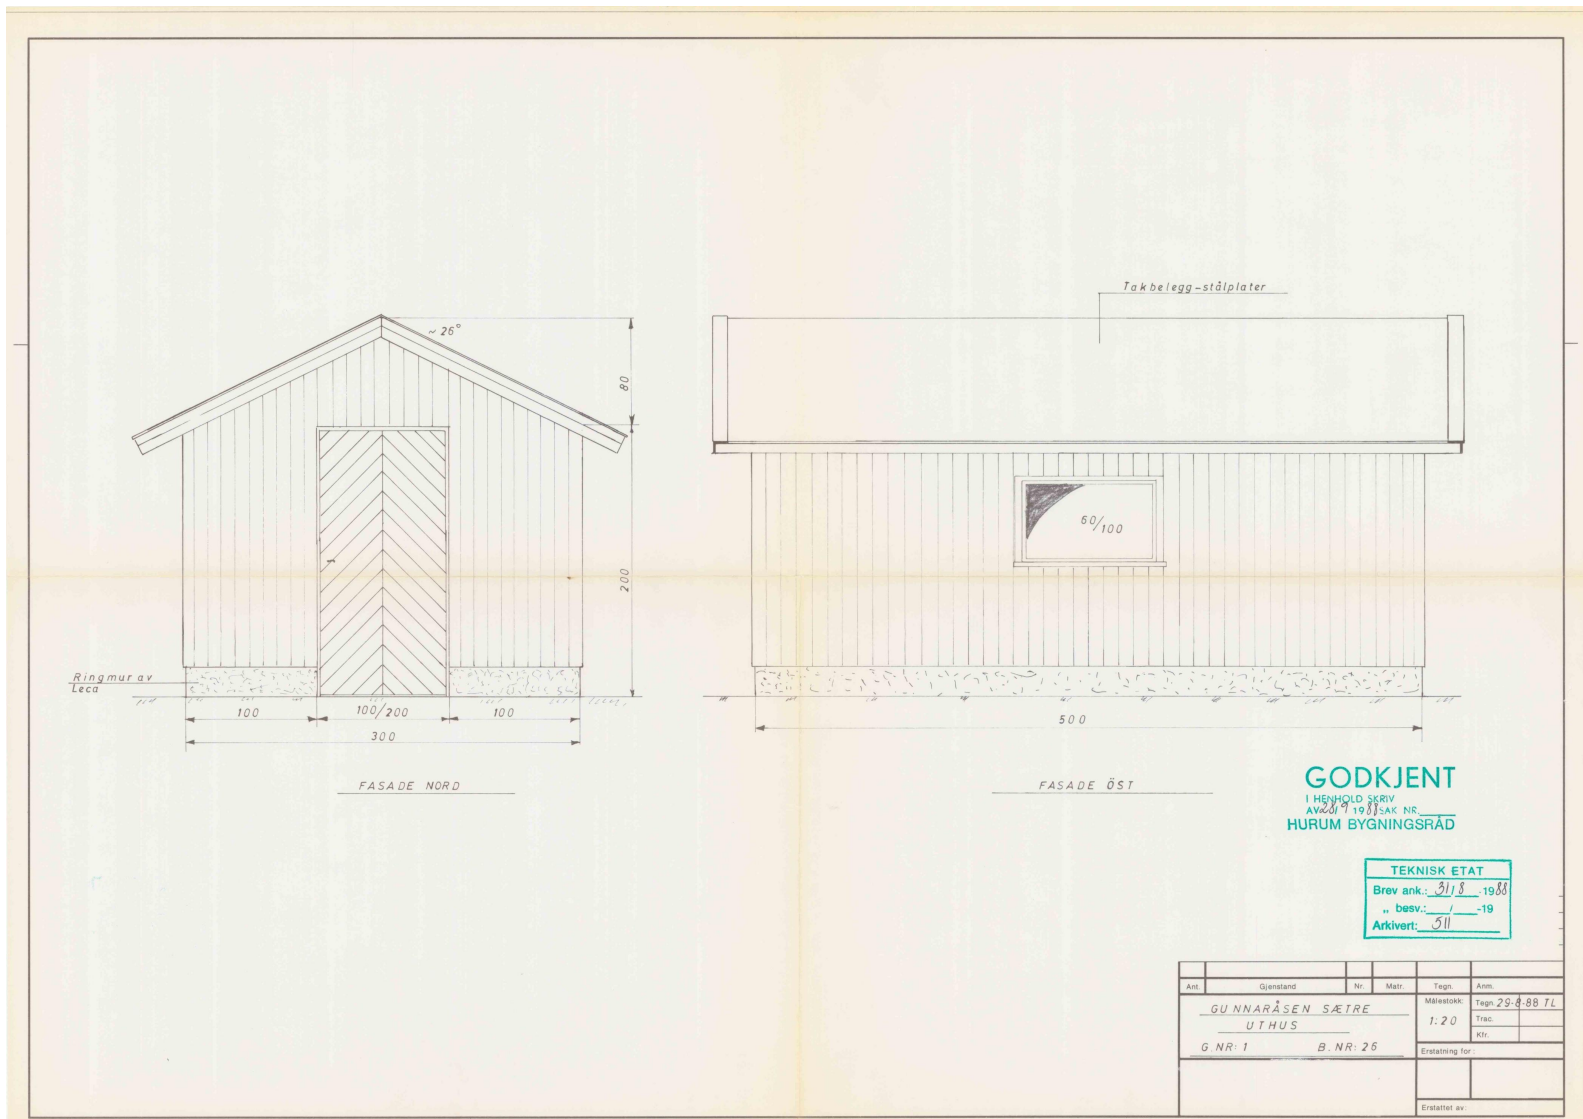 Takbelegg-stålplater
~ 26°
80
200
60/100
Ringmur av
Leca
100
100/200
100
300
500
FASADE NORD
FASADE ÖST
GODKJENT
I HENHOLD SKRIV
AV 28/9 1988 SAK NR.
HURUM BYGNINGSRÅD
TEKNISK ETAT
Brev ank.: 31/8 -1988
„ besv.: / -19
Arkivert: 511
Ant. Gjenstand Nr. Matr. Tegn. Anm.
GUNNARÅSEN SÆTRE
UTHUS
G.NR: 1 B.NR: 26
Målestokk:
1:20
Tegn. 29-8-88 TL
Trac.
Kfr.
Erstatning for:
Erstattet av: